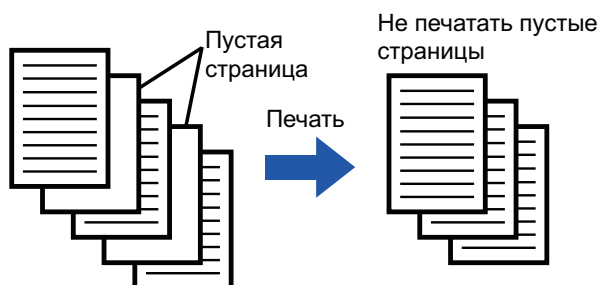 Пустая
страница
Печать
Не печатать пустые
страницы